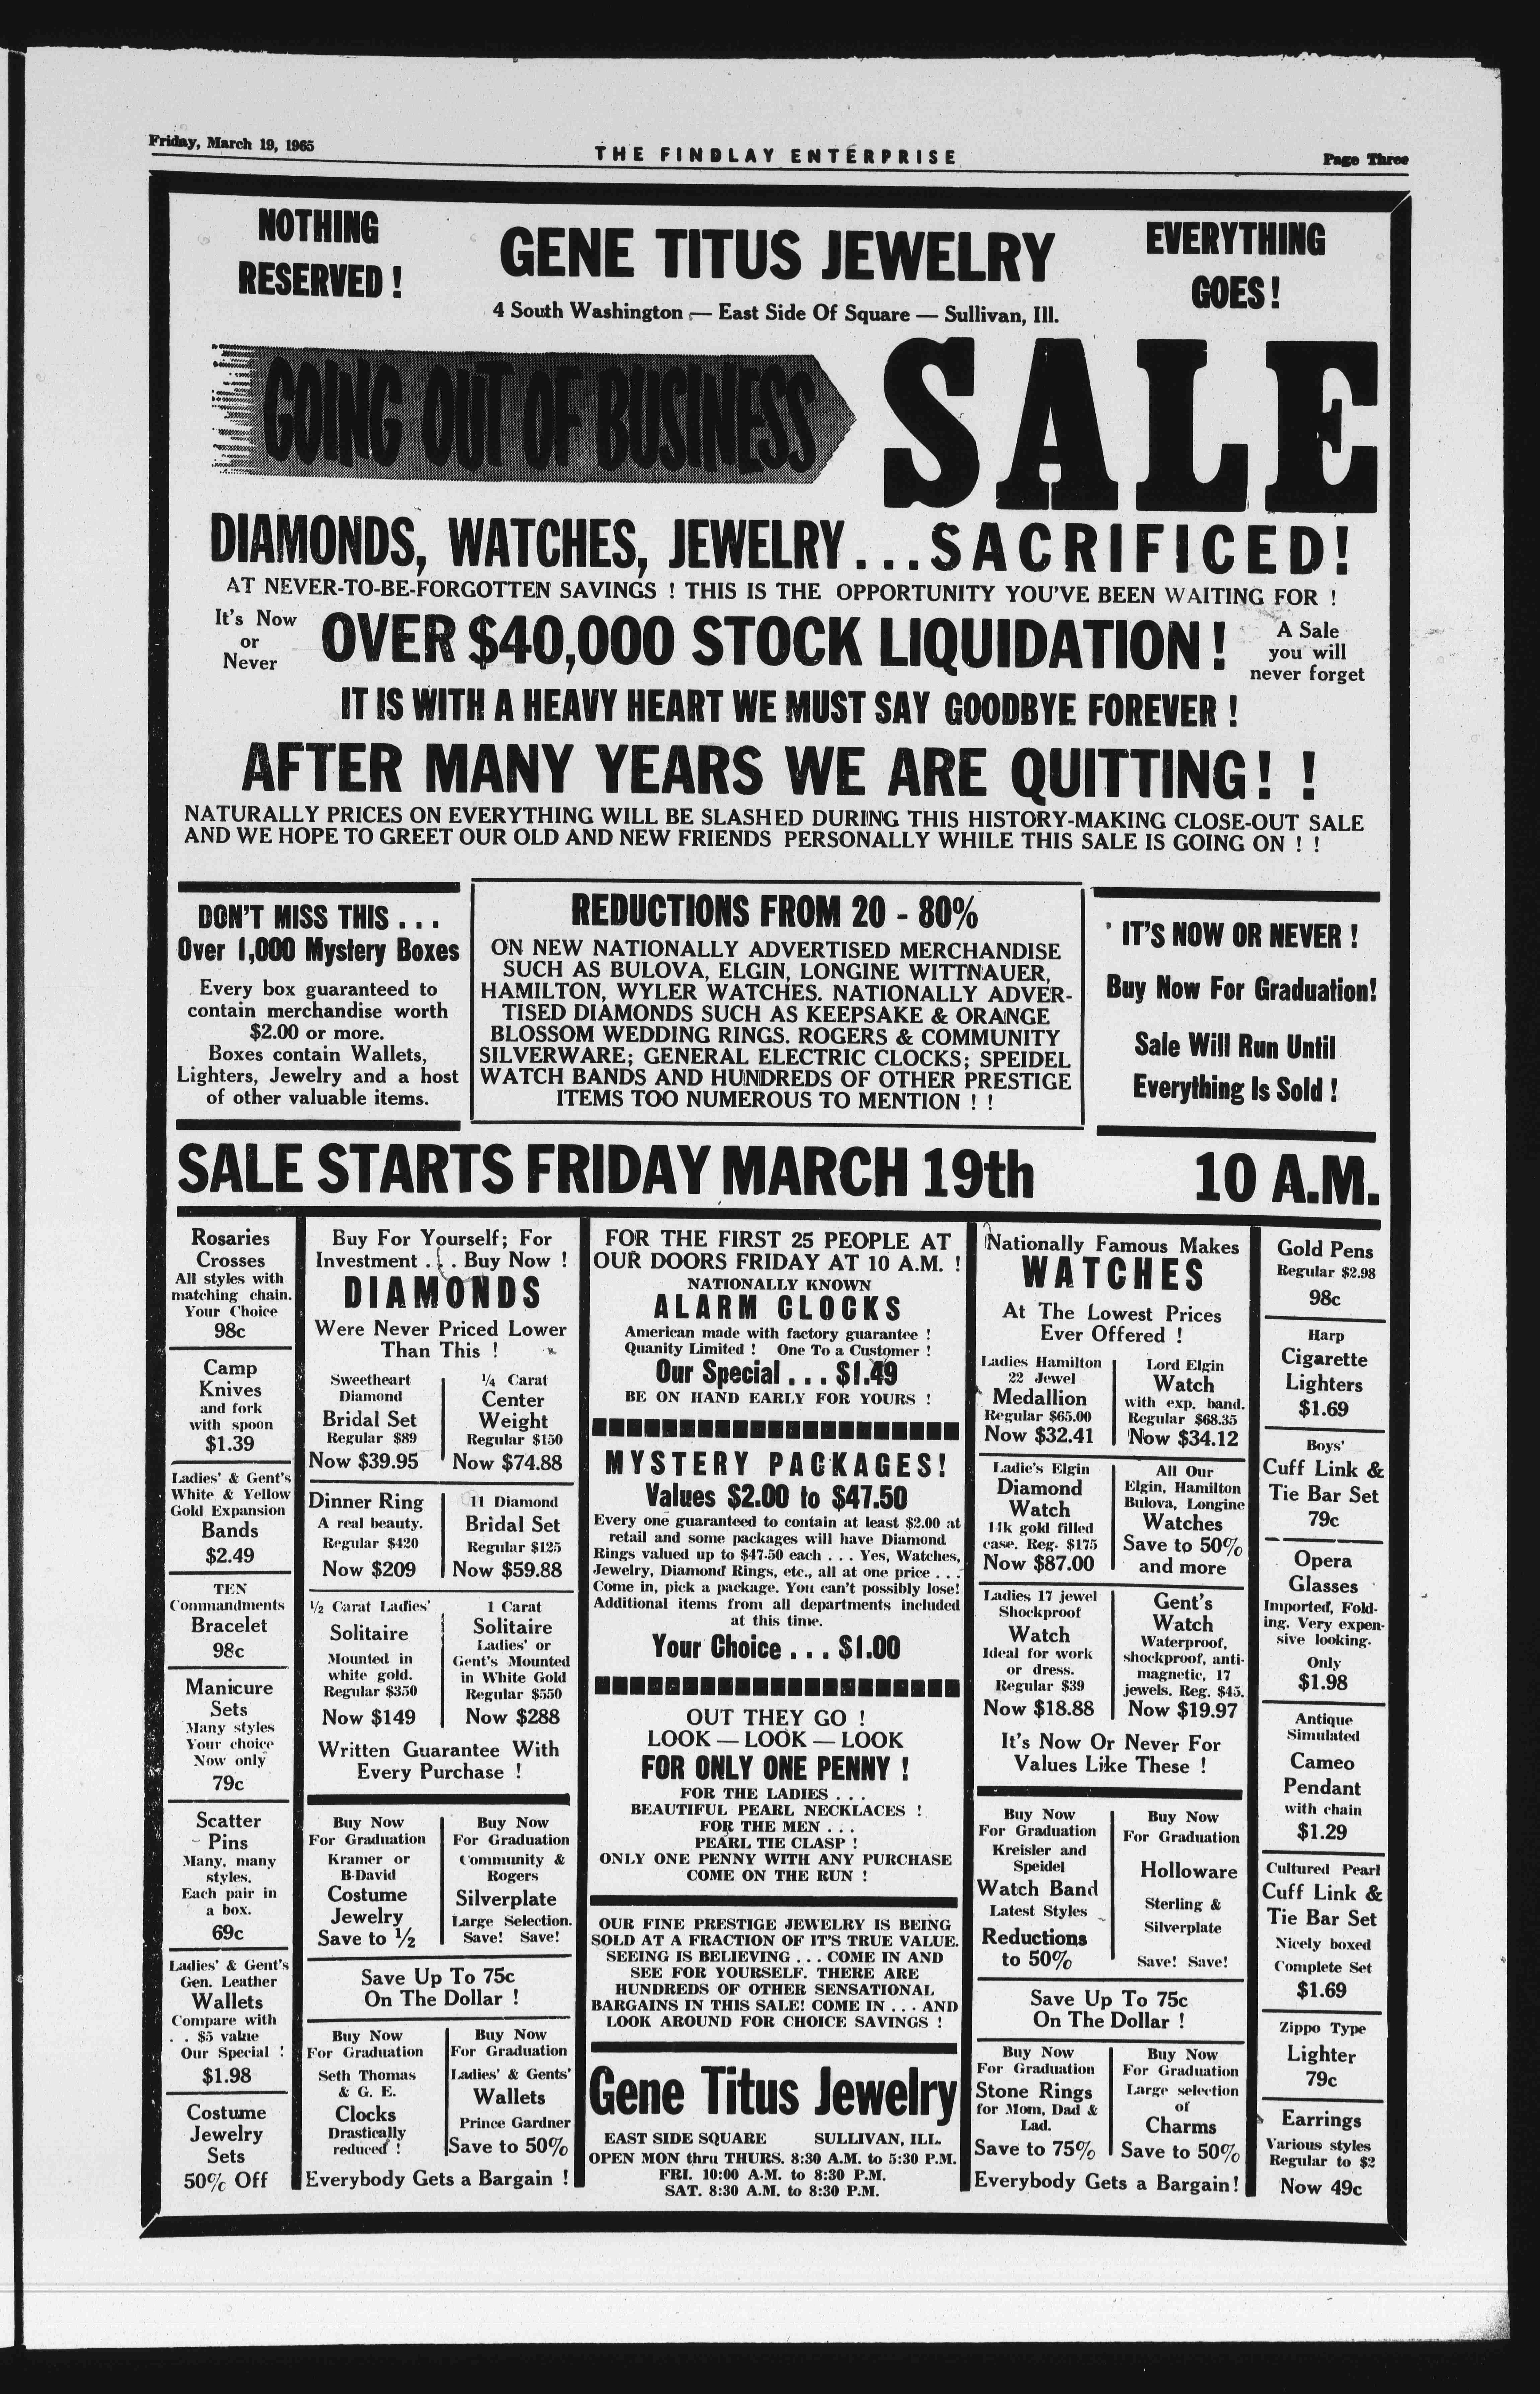 Friday, March 19, 1965
THE FINDLAY ENTERPRISE
Page Three
NOTHING
RESERVED !
GENE TITUS JEWELRY
4 South Washington — East Side Of Square — Sullivan, Ill.
EVERYTHING
GOES!
GOING OUT OF BUSINESS
SALE
DIAMONDS, WATCHES, JEWELRY . . . SACRIFICED!
AT NEVER-TO-BE-FORGOTTEN SAVINGS ! THIS IS THE OPPORTUNITY YOU'VE BEEN WAITING FOR !
It's Now
or
Never
OVER $40,000 STOCK LIQUIDATION !
A Sale
you will
never forget
IT IS WITH A HEAVY HEART WE MUST SAY GOODBYE FOREVER !
AFTER MANY YEARS WE ARE QUITTING! !
NATURALLY PRICES ON EVERYTHING WILL BE SLASHED DURING THIS HISTORY-MAKING CLOSE-OUT SALE
AND WE HOPE TO GREET OUR OLD AND NEW FRIENDS PERSONALLY WHILE THIS SALE IS GOING ON ! !
DON'T MISS THIS . . .
Over 1,000 Mystery Boxes
Every box guaranteed to
contain merchandise worth
$2.00 or more.
Boxes contain Wallets,
Lighters, Jewelry and a host
of other valuable items.
REDUCTIONS FROM 20 - 80%
ON NEW NATIONALLY ADVERTISED MERCHANDISE
SUCH AS BULOVA, ELGIN, LONGINE WITTNAUER,
HAMILTON, WYLER WATCHES. NATIONALLY ADVER-
TISED DIAMONDS SUCH AS KEEPSAKE & ORANGE
BLOSSOM WEDDING RINGS. ROGERS & COMMUNITY
SILVERWARE; GENERAL ELECTRIC CLOCKS; SPEIDEL
WATCH BANDS AND HUNDREDS OF OTHER PRESTIGE
ITEMS TOO NUMEROUS TO MENTION ! !
IT'S NOW OR NEVER !
Buy Now For Graduation!
Sale Will Run Until
Everything Is Sold !
SALE STARTS FRIDAY MARCH 19th 10 A.M.
Rosaries
Crosses
All styles with
matching chain.
Your Choice
98c
Camp
Knives
and fork
with spoon
$1.39
Ladies' & Gent's
White & Yellow
Gold Expansion
Bands
$2.49
TEN
Commandments
Bracelet
98c
Manicure
Sets
Many styles
Your choice
Now only
79c
Scatter
Pins
Many, many
styles.
Each pair in
a box.
69c
Ladies' & Gent's
Gen. Leather
Wallets
Compare with
. . $5 value
Our Special !
$1.98
Costume
Jewelry
Sets
50% Off
Buy For Yourself; For
Investment . . . Buy Now !
DIAMONDS
Were Never Priced Lower
Than This !
Sweetheart
Diamond
Bridal Set
Regular $89
Now $39.95
¼ Carat
Center
Weight
Regular $150
Now $74.88
Dinner Ring
A real beauty.
Regular $420
Now $209
11 Diamond
Bridal Set
Regular $125
Now $59.88
½ Carat Ladies'
Solitaire
Mounted in
white gold.
Regular $350
Now $149
1 Carat
Solitaire
Ladies' or
Gent's Mounted
in White Gold
Regular $550
Now $288
Written Guarantee With
Every Purchase !
Buy Now
For Graduation
Kramer or
B-David
Costume
Jewelry
Save to ½
Buy Now
For Graduation
Community &
Rogers
Silverplate
Large Selection.
Save! Save!
Save Up To 75c
On The Dollar !
Buy Now
For Graduation
Seth Thomas
& G. E.
Clocks
Drastically
reduced !
Buy Now
For Graduation
Ladies' & Gents'
Wallets
Prince Gardner
Save to 50%
Everybody Gets a Bargain !
FOR THE FIRST 25 PEOPLE AT
OUR DOORS FRIDAY AT 10 A.M. !
NATIONALLY KNOWN
ALARM CLOCKS
American made with factory guarantee !
Quanity Limited ! One To a Customer !
Our Special . . . $1.49
BE ON HAND EARLY FOR YOURS !
MYSTERY PACKAGES!
Values $2.00 to $47.50
Every one guaranteed to contain at least $2.00 at
retail and some packages will have Diamond
Rings valued up to $47.50 each . . . Yes, Watches,
Jewelry, Diamond Rings, etc., all at one price . . .
Come in, pick a package. You can't possibly lose!
Additional items from all departments included
at this time.
Your Choice . . . $1.00
OUT THEY GO !
LOOK — LOOK — LOOK
FOR ONLY ONE PENNY !
FOR THE LADIES . . .
BEAUTIFUL PEARL NECKLACES !
FOR THE MEN . . .
PEARL TIE CLASP !
ONLY ONE PENNY WITH ANY PURCHASE
COME ON THE RUN !
OUR FINE PRESTIGE JEWELRY IS BEING
SOLD AT A FRACTION OF IT'S TRUE VALUE.
SEEING IS BELIEVING . . . COME IN AND
SEE FOR YOURSELF. THERE ARE
HUNDREDS OF OTHER SENSATIONAL
BARGAINS IN THIS SALE! COME IN . . . AND
LOOK AROUND FOR CHOICE SAVINGS !
Gene Titus Jewelry
EAST SIDE SQUARE SULLIVAN, ILL.
OPEN MON thru THURS. 8:30 A.M. to 5:30 P.M.
FRI. 10:00 A.M. to 8:30 P.M.
SAT. 8:30 A.M. to 8:30 P.M.
Nationally Famous Makes
WATCHES
At The Lowest Prices
Ever Offered !
Ladies Hamilton
22 Jewel
Medallion
Regular $65.00
Now $32.41
Lord Elgin
Watch
with exp. band.
Regular $68.35
Now $34.12
Ladie's Elgin
Diamond
Watch
14k gold filled
case. Reg. $175
Now $87.00
All Our
Elgin, Hamilton
Bulova, Longine
Watches
Save to 50%
and more
Ladies 17 jewel
Shockproof
Watch
Ideal for work
or dress.
Regular $39
Now $18.88
Gent's
Watch
Waterproof,
shockproof, anti-
magnetic, 17
jewels. Reg. $45.
Now $19.97
It's Now Or Never For
Values Like These !
Buy Now
For Graduation
Kreisler and
Speidel
Watch Band
Latest Styles
Reductions
to 50%
Buy Now
For Graduation
Holloware
Sterling &
Silverplate
Save! Save!
Save Up To 75c
On The Dollar !
Buy Now
For Graduation
Stone Rings
for Mom, Dad &
Lad.
Save to 75%
Buy Now
For Graduation
Large selection
of
Charms
Save to 50%
Everybody Gets a Bargain!
Gold Pens
Regular $2.98
98c
Harp
Cigarette
Lighters
$1.69
Boys'
Cuff Link &
Tie Bar Set
79c
Opera
Glasses
Imported, Fold-
ing. Very expen-
sive looking.
Only
$1.98
Antique
Simulated
Cameo
Pendant
with chain
$1.29
Cultured Pearl
Cuff Link &
Tie Bar Set
Nicely boxed
Complete Set
$1.69
Zippo Type
Lighter
79c
Earrings
Various styles
Regular to $2
Now 49c